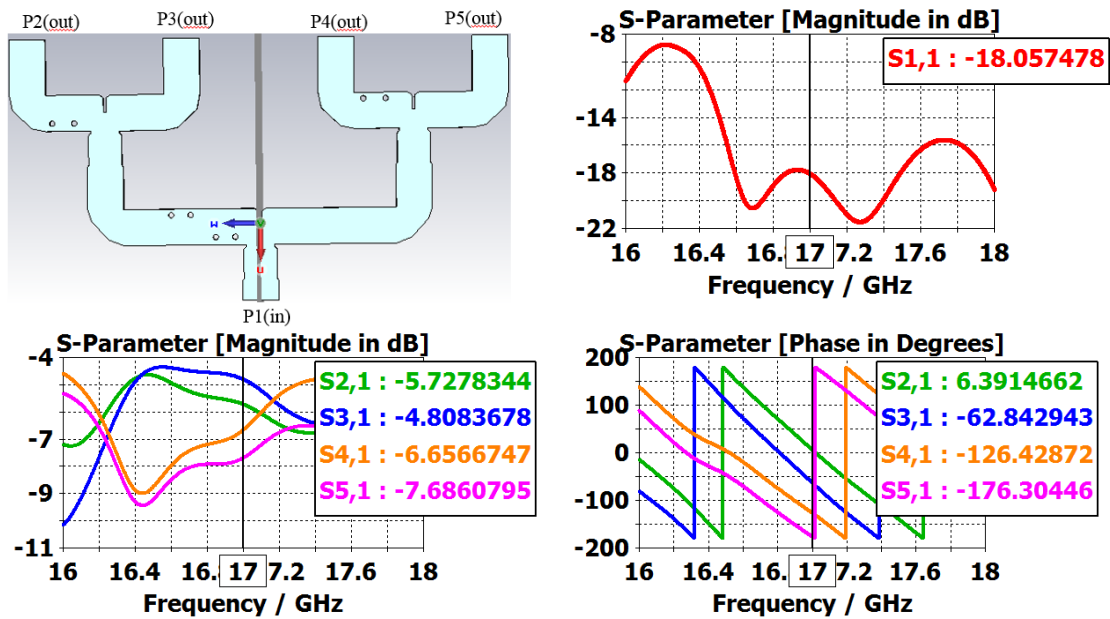 P2(out)
P3(out)
P4(out)
P5(out)
W
U
P1(in)
S-Parameter [Magnitude in dB]
-8
-14
-18
-22
S1,1 : -18.057478
16
16.4
16.
17
7.2
17.6
18
Frequency / GHz
S-Parameter [Magnitude in dB]
-4
-7
-9
-11
S2,1 : -5.7278344
S3,1 : -4.8083678
S4,1 : -6.6566747
S5,1 : -7.6860795
16
16.4
16.
17
7.2
17.6
18
Frequency / GHz
S-Parameter [Phase in Degrees]
200
100
0
-100
-200
S2,1 : 6.3914662
S3,1 : -62.842943
S4,1 : -126.42872
S5,1 : -176.30446
16
16.4
16.
17
7.2
17.6
18
Frequency / GHz